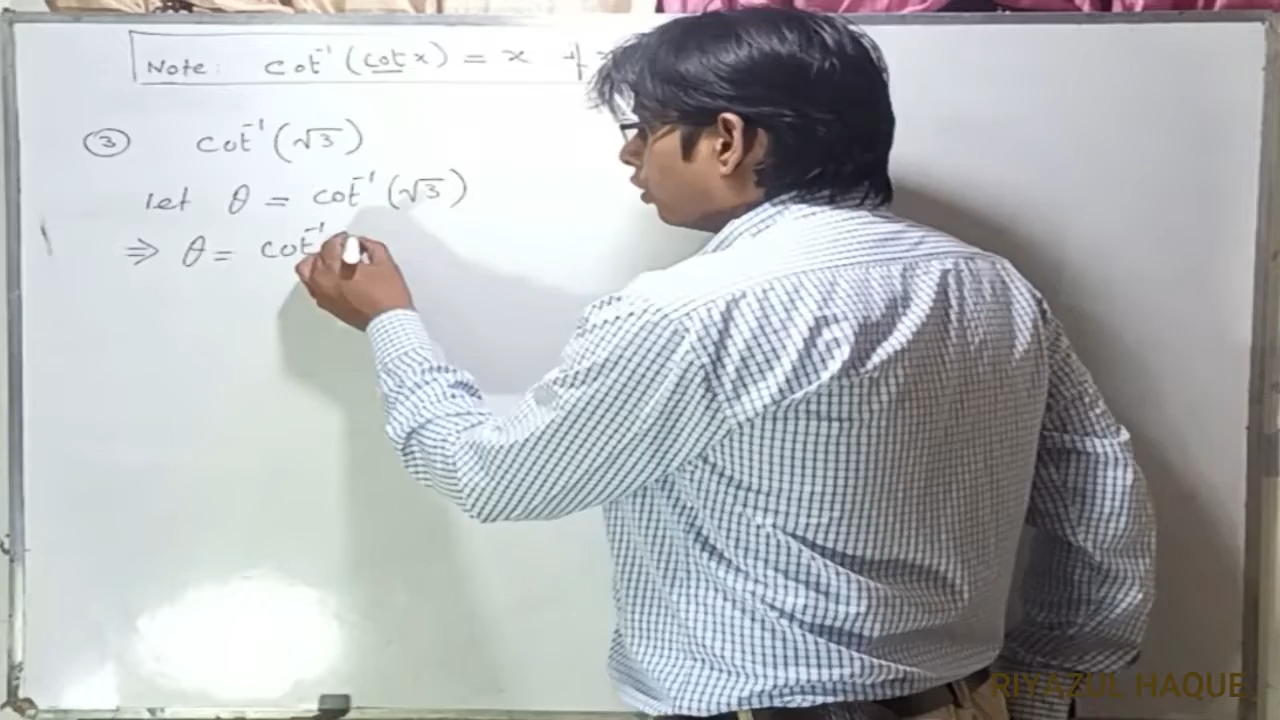 Note: cot⁻¹ (cot x) = x ∀
③ cot⁻¹ (√3)
let θ = cot⁻¹ (√3)
⇒ θ = cot⁻¹
RIYAZUL HAQUE